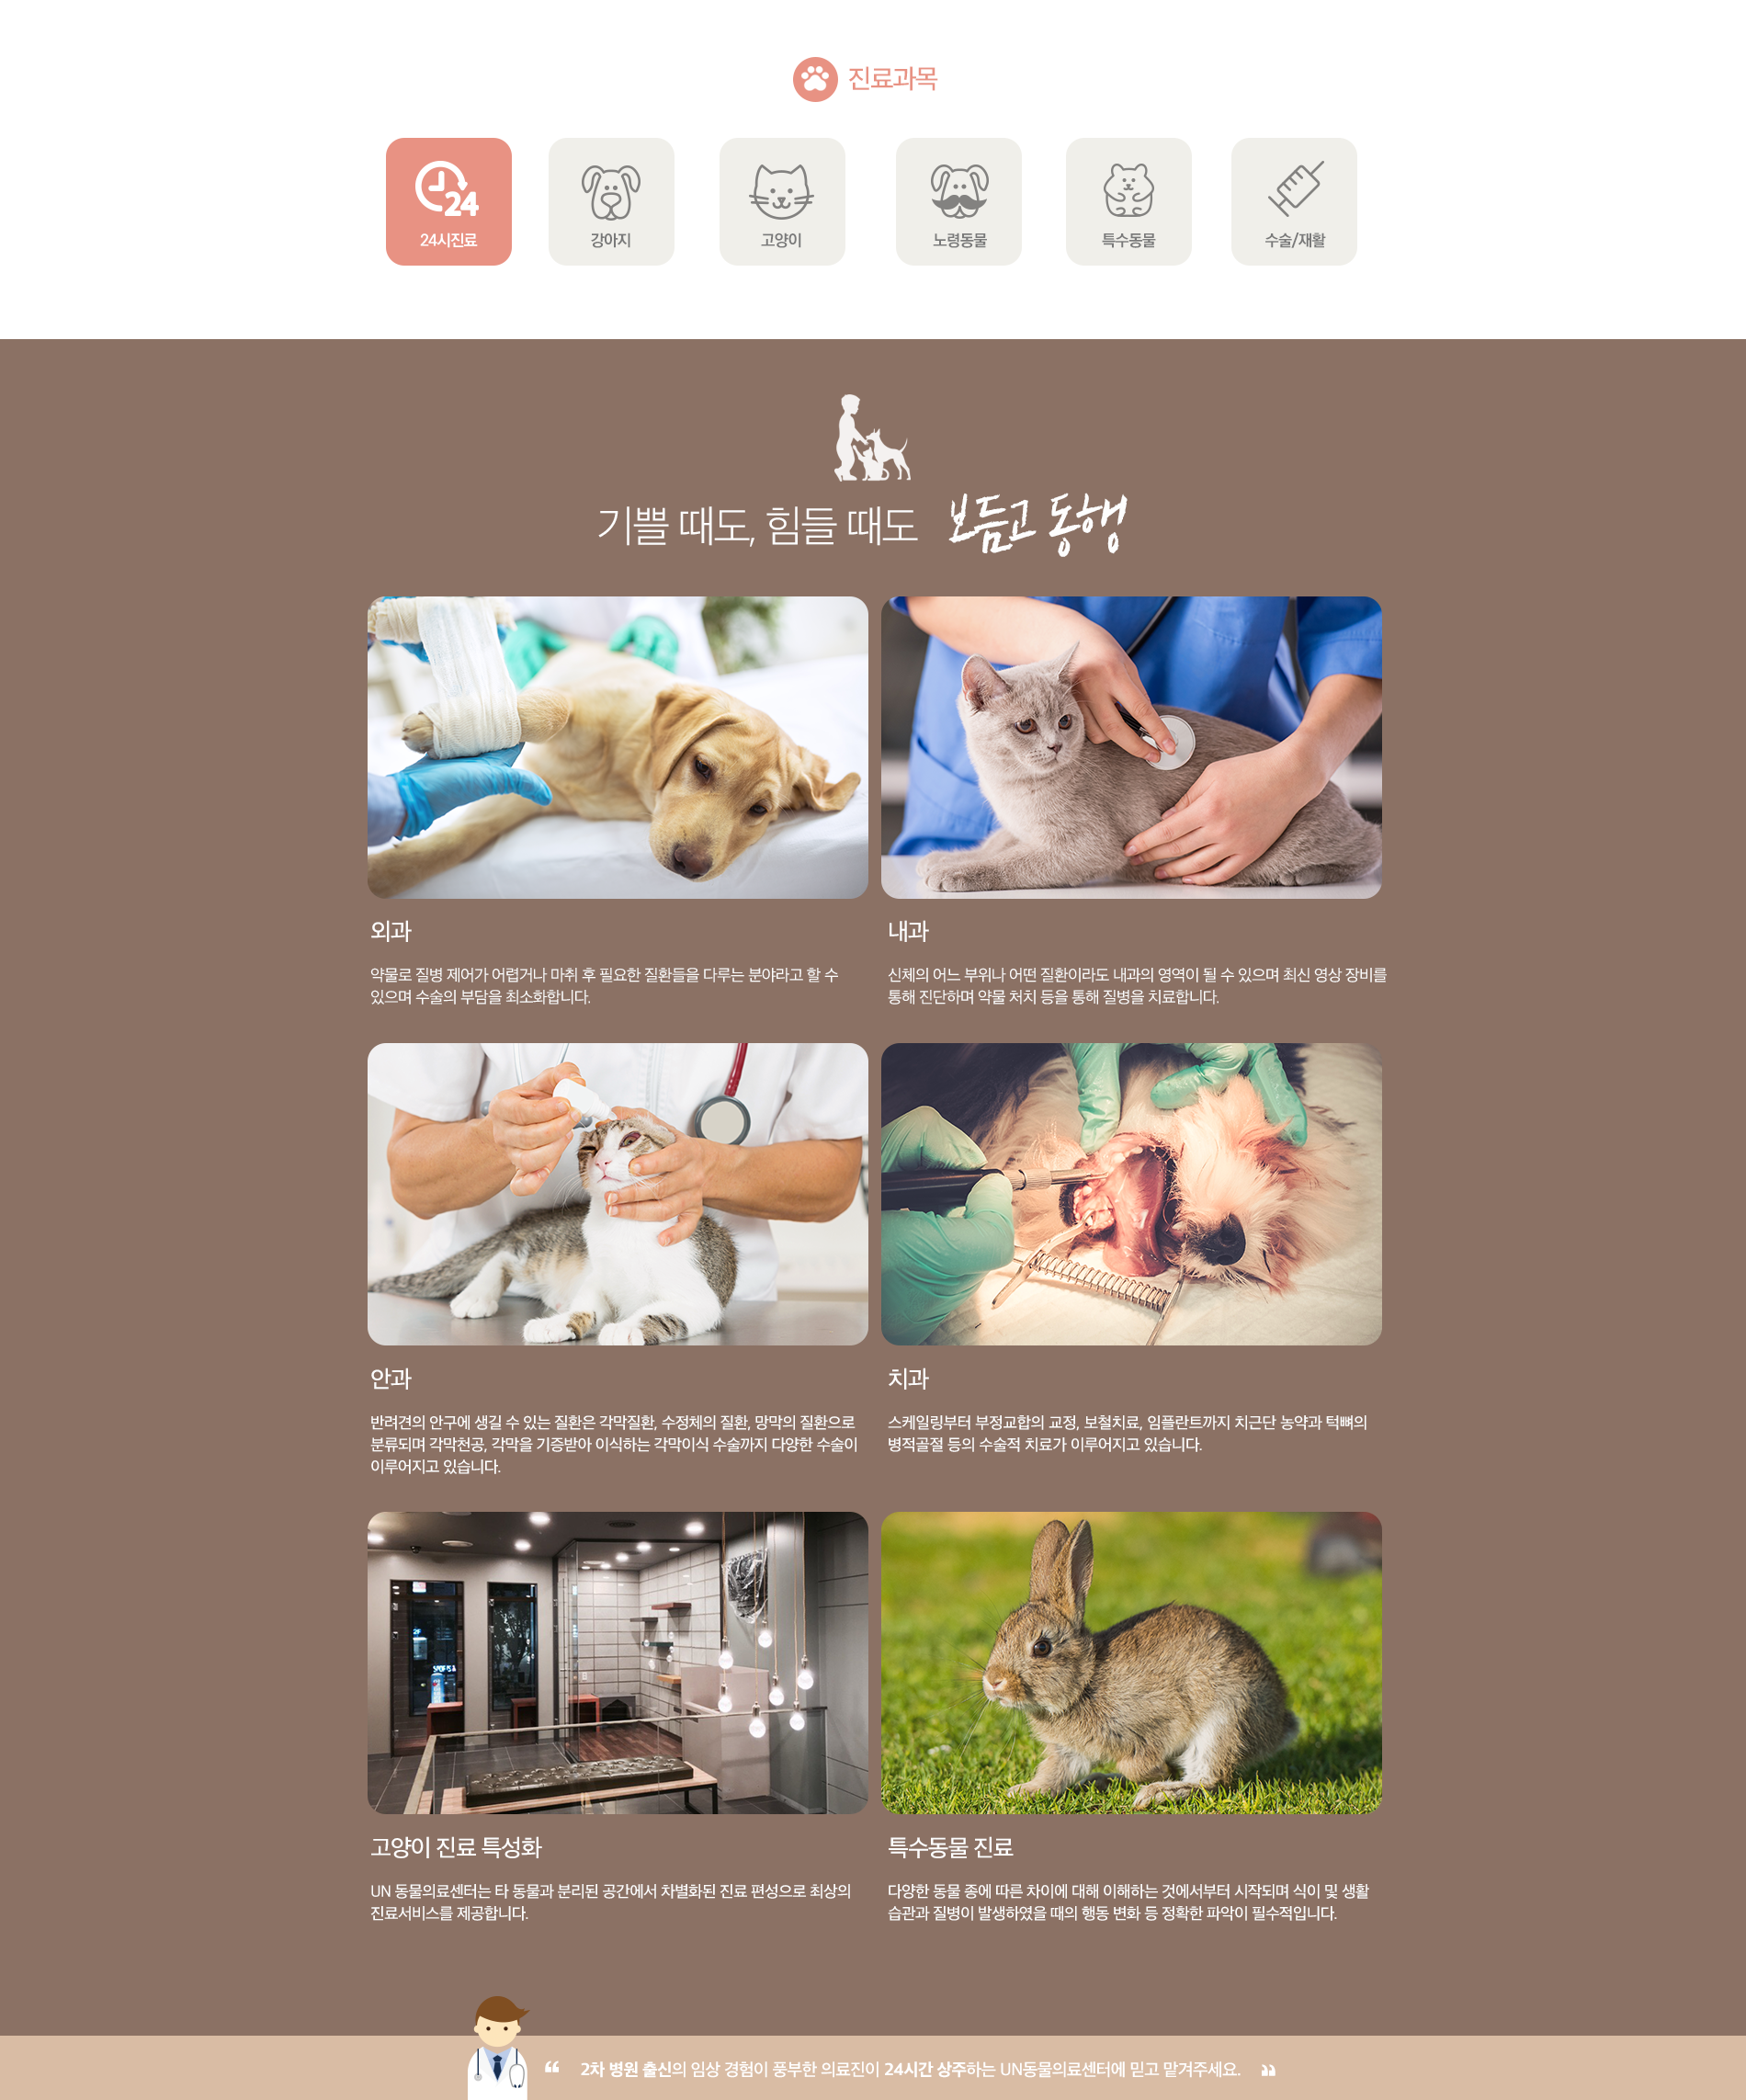 진료과목
24
24시진료
강아지
고양이
노령동물
특수동물
수술/재활
기쁠 때도, 힘들 때도 보듬고 동행
외과
약물로 질병 제어가 어렵거나 마취 후 필요한 질환들을 다루는 분야라고 할 수
있으며 수술의 부담을 최소화합니다.
내과
신체의 어느 부위나 어떤 질환이라도 내과의 영역이 될 수 있으며 최신 영상 장비를
통해 진단하며 약물 처치 등을 통해 질병을 치료합니다.
안과
반려견의 안구에 생길 수 있는 질환은 각막질환, 수정체의 질환, 망막의 질환으로
분류되며 각막천공, 각막을 기증받아 이식하는 각막이식 수술까지 다양한 수술이
이루어지고 있습니다.
치과
스케일링부터 부정교합의 교정, 보철치료, 임플란트까지 치근단 농약과 턱뼈의
병적골절 등의 수술적 치료가 이루어지고 있습니다.
고양이 진료 특성화
UN 동물의료센터는 타 동물과 분리된 공간에서 차별화된 진료 편성으로 최상의
진료서비스를 제공합니다.
특수동물 진료
다양한 동물 종에 따른 차이에 대해 이해하는 것에서부터 시작되며 식이 및 생활
습관과 질병이 발생하였을 때의 행동 변화 등 정확한 파악이 필수적입니다.
“ 2차 병원 출신의 임상 경험이 풍부한 의료진이 24시간 상주하는 UN동물의료센터에 믿고 맡겨주세요. ”